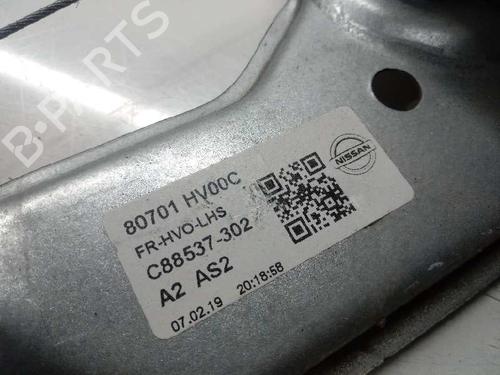 B-PARTS
80701 HV00C
FR-HVO-LHS
C88537-302
A2 AS2
07.02.19 20:18:58
NISSAN